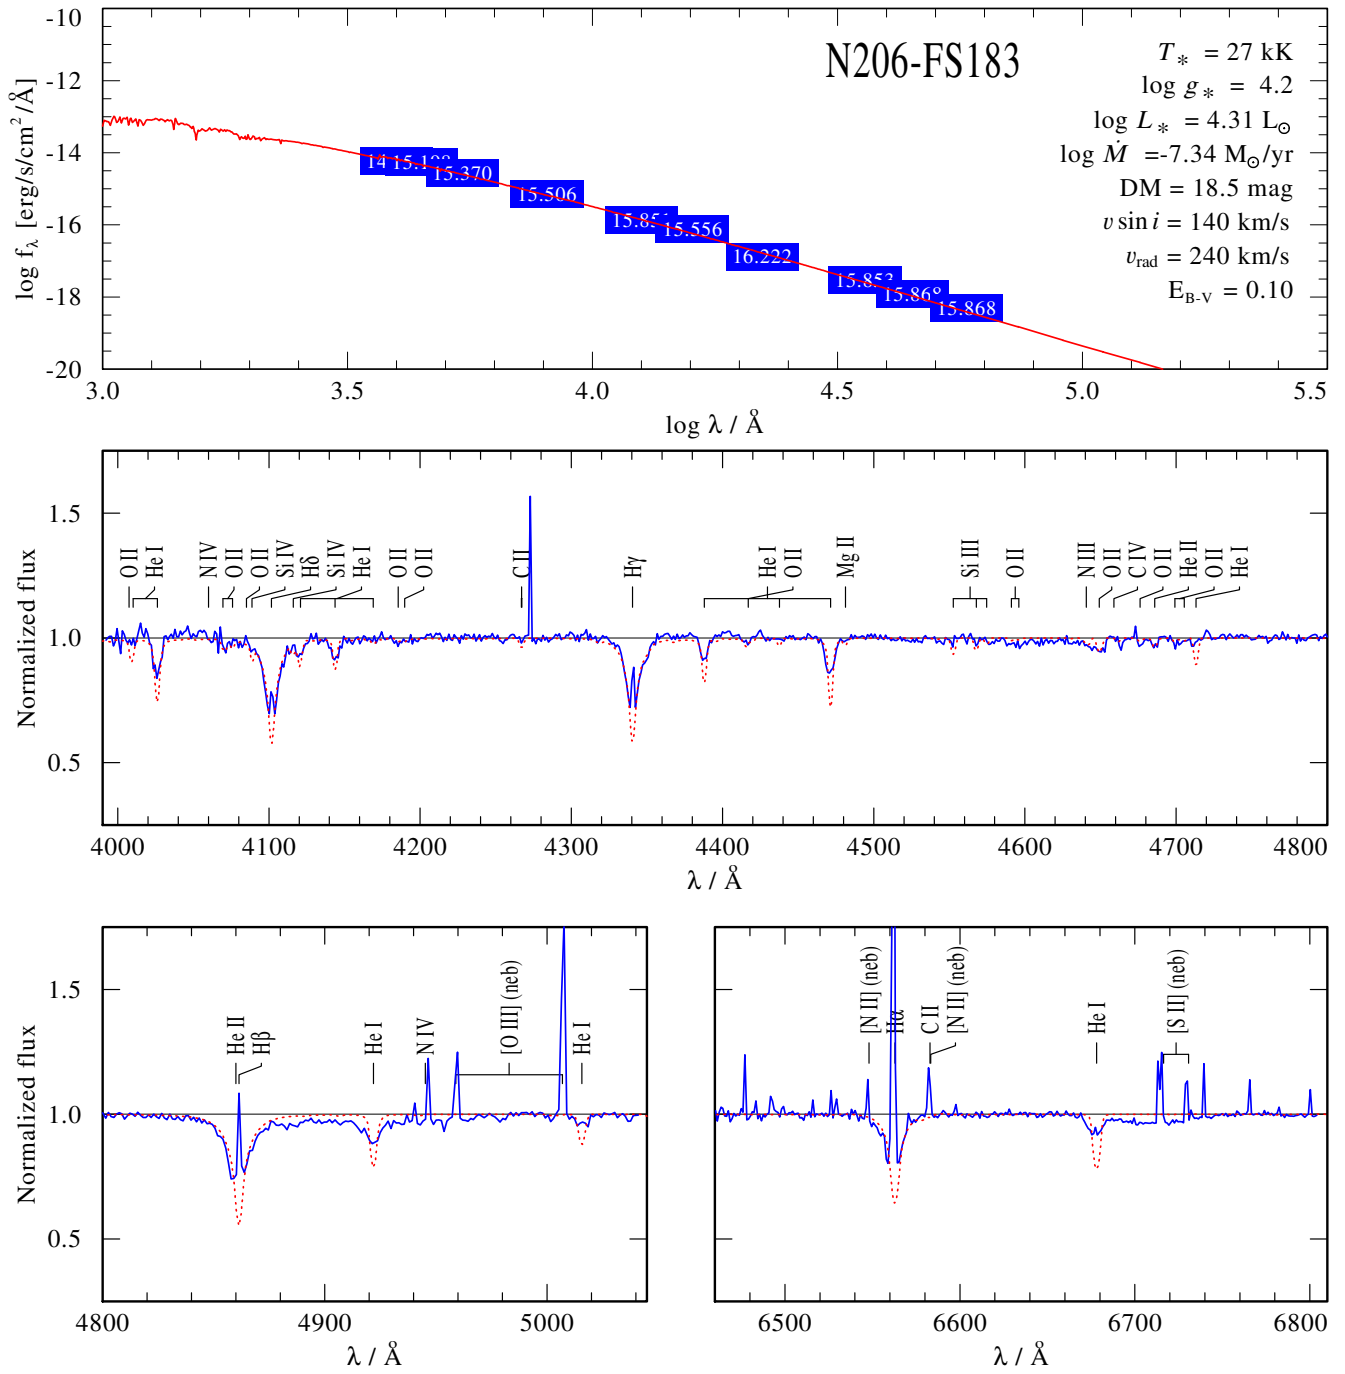 N206-FS183
T* = 27 kK
log g* = 4.2
log L* = 4.31 L⊙
log Ṁ =-7.34 M⊙/yr
DM = 18.5 mag
v sin i = 140 km/s
v_rad = 240 km/s
E_B-V = 0.10
log f_λ [erg/s/cm²/Å]
-10
-12
-14
-16
-18
-20
15.370
15.506
15.556
16.222
15.853
15.868
15.868
3.0 3.5 4.0 4.5 5.0 5.5
log λ / Å
Normalized flux
1.5
1.0
0.5
O II He I N IV O II O II Si IV Hδ Si IV He I O II O II C II Hγ He I O II Mg II Si III O II N III O II C IV O II He II O II He I
4000 4100 4200 4300 4400 4500 4600 4700 4800
λ / Å
Normalized flux
1.5
1.0
0.5
He II Hβ He I N IV [O III] (neb) He I
4800 4900 5000
λ / Å
[N II] (neb) Hα C II [N II] (neb) He I [S II] (neb)
6500 6600 6700 6800
λ / Å